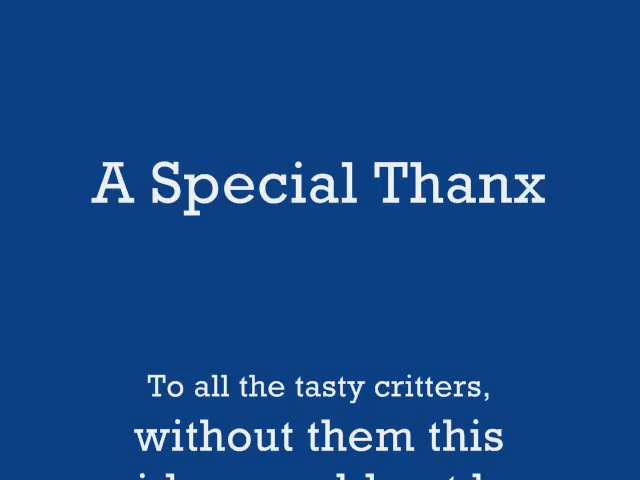 A Special Thanx
To all the tasty critters,
without them this